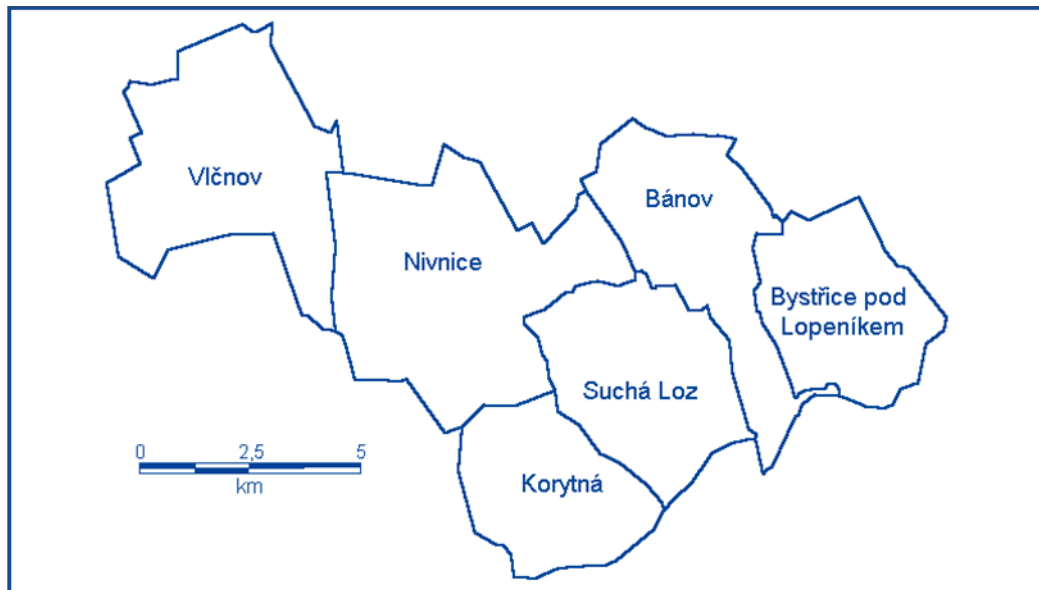 Vlčnov
Bánov
Nivnice
Bystřice pod
Lopeníkem
Suchá Loz
Korytná
0 2,5 5
km